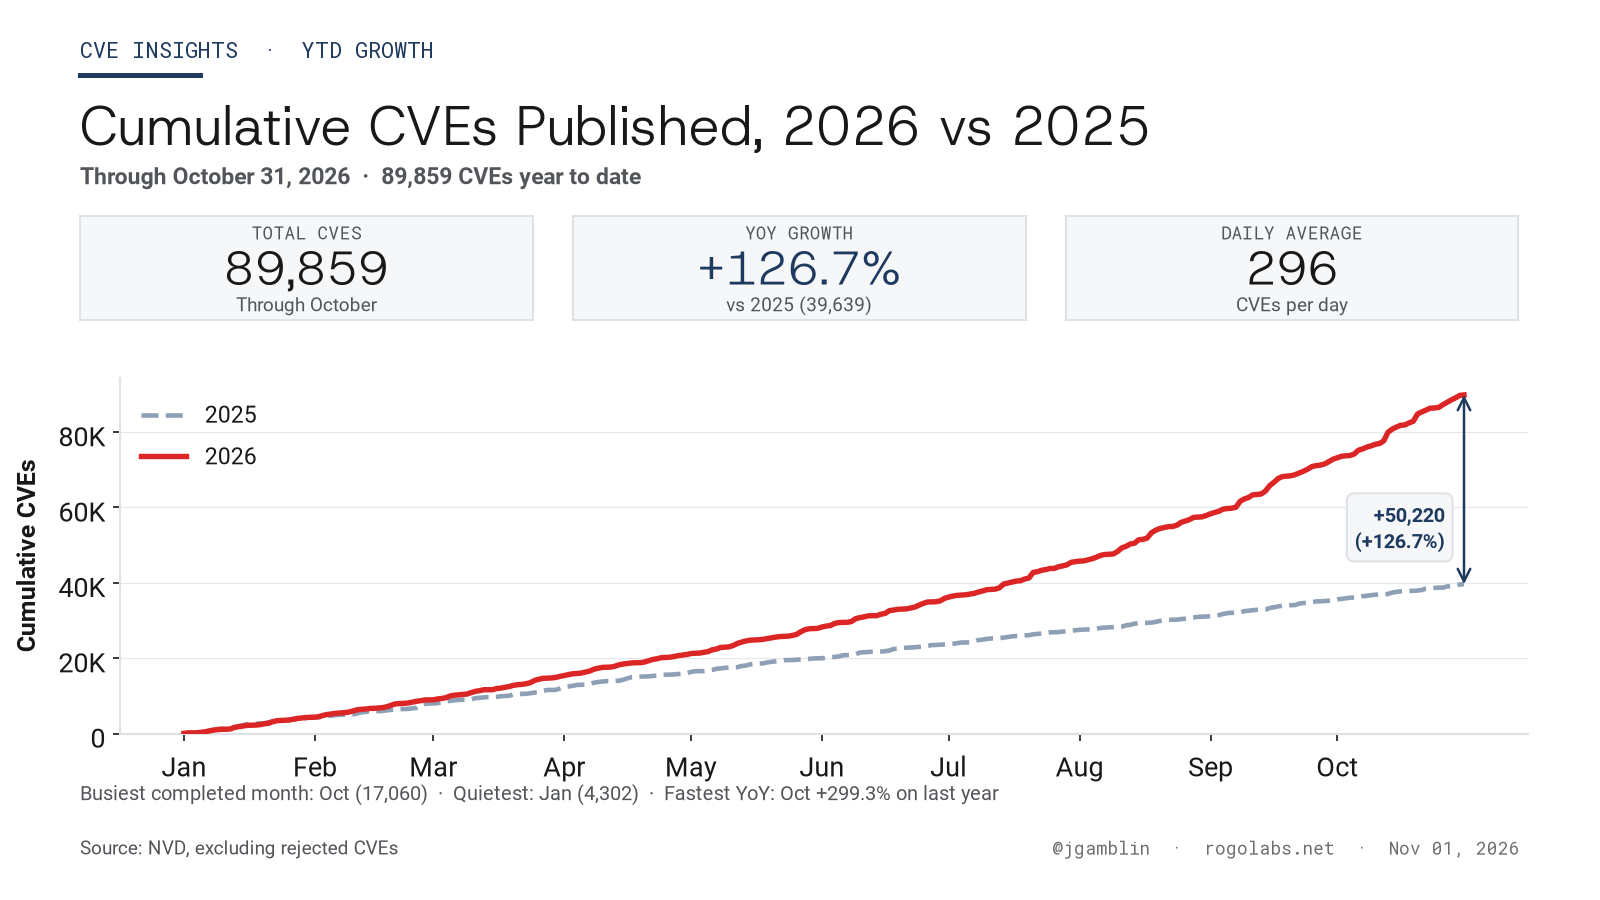 CVE INSIGHTS · YTD GROWTH
Cumulative CVEs Published, 2026 vs 2025
Through October 31, 2026 · 89,859 CVEs year to date
TOTAL CVES
89,859
Through October
YOY GROWTH
+126.7%
vs 2025 (39,639)
DAILY AVERAGE
296
CVEs per day
2025
2026
Cumulative CVEs
80K
60K
40K
20K
0
+50,220
(+126.7%)
Jan Feb Mar Apr May Jun Jul Aug Sep Oct
Busiest completed month: Oct (17,060) · Quietest: Jan (4,302) · Fastest YoY: Oct +299.3% on last year
Source: NVD, excluding rejected CVEs
@jgamblin · rogolabs.net · Nov 01, 2026